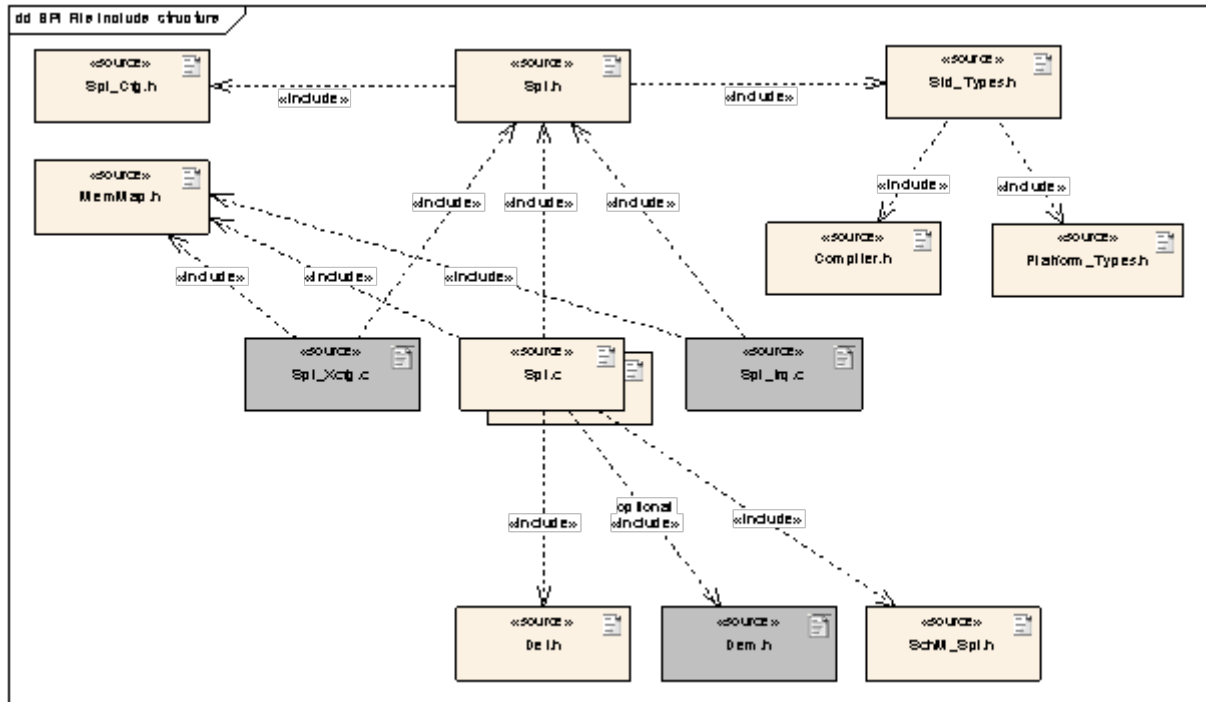 dd SPI File include structure
«source»
Spi_Cfg.h
«source»
Spi.h
«source»
Std_Types.h
«include»
«include»
«source»
MemMap.h
«include»
«include»
«include»
«include»
«include»
«source»
Compiler.h
«source»
Platform_Types.h
«include»
«include»
«include»
«source»
Spi_Xcfg.c
«source»
Spi.c
«source»
Spi_Irq.c
optional
«include»
«include»
«include»
«source»
Det.h
«source»
Dem.h
«source»
SchM_Spi.h